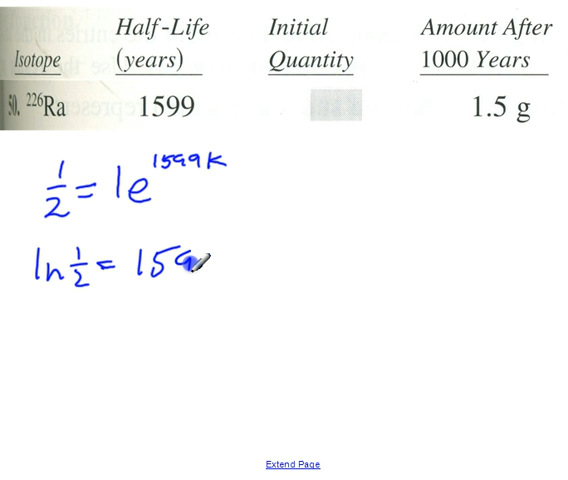 Half-Life Initial Amount After
Isotope (years) Quantity 1000 Years
50. ²²⁶Ra 1599 1.5 g
1/2 = 1e^1599k
ln 1/2 = 159
Extend Page